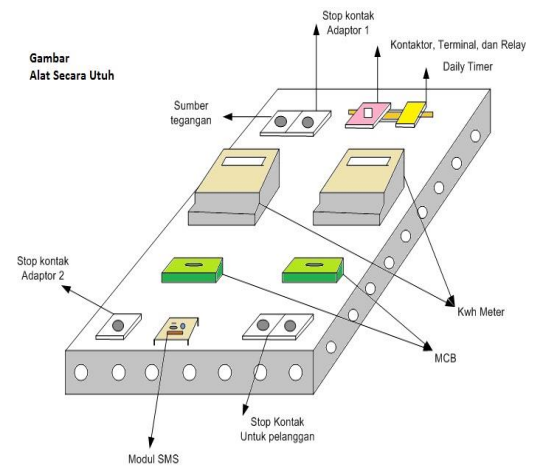 Gambar
Alat Secara Utuh
Stop kontak
Adaptor 1
Kontaktor, Terminal, dan Relay
Daily Timer
Sumber
tegangan
Stop kontak
Adaptor 2
Kwh Meter
MCB
Stop Kontak
Untuk pelanggan
Modul SMS